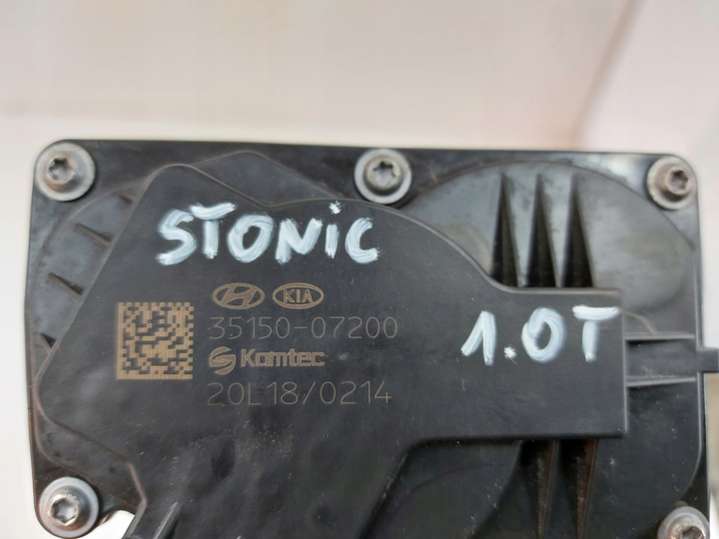 STONIC
KIA
35150-07200
1.0T
Komtec
20L18/0214